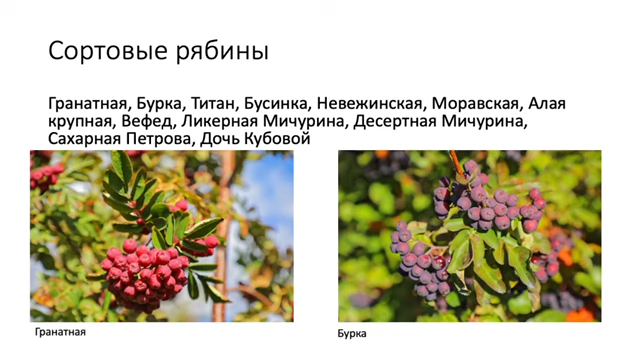 Сортовые рябины
Гранатная, Бурка, Титан, Бусинка, Невежинская, Моравская, Алая
крупная, Вефед, Ликерная Мичурина, Десертная Мичурина,
Сахарная Петрова, Дочь Кубовой
Гранатная
Бурка